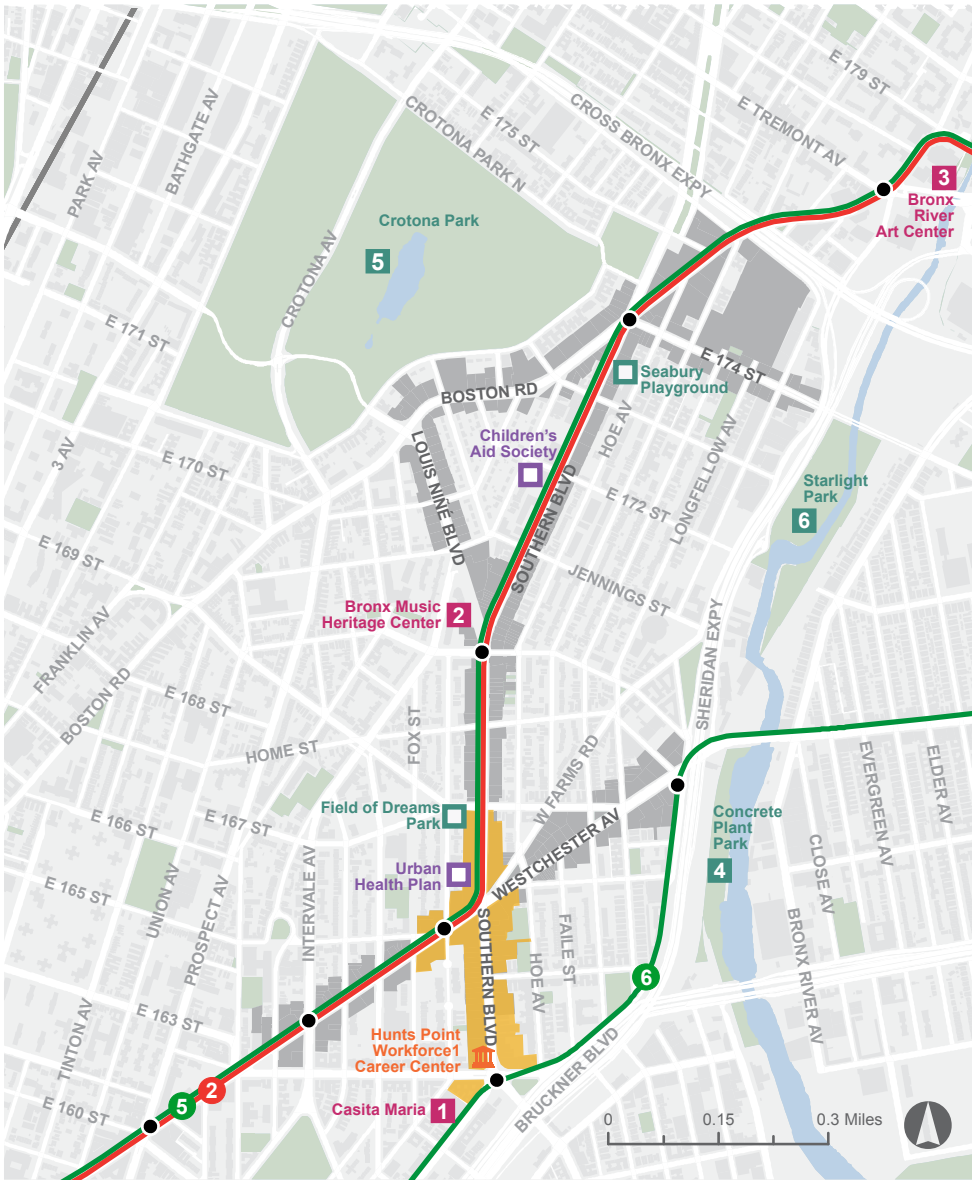 E 179 ST
E TREMONT AV
CROSS BRONX EXPY
E 175 ST
CROTONA PARK N
BATHGATE AV
PARK AV
3
Bronx
River
Art Center
Crotona Park
5
CROTONA AV
E 171 ST
E 174 ST
Seabury
Playground
BOSTON RD
HOE AV
LONGFELLOW AV
Children's
Aid Society
LOUIS NINE BLVD
3 AV
E 170 ST
SOUTHERN BLVD
E 172 ST
Starlight
Park
6
E 169 ST
JENNINGS ST
Bronx Music
Heritage Center
2
FRANKLIN AV
BOSTON RD
E 168 ST
SHERIDAN EXPY
HOME ST
FOX ST
W FARMS RD
EVERGREEN AV
ELDER AV
Field of Dreams
Park
E 166 ST
E 167 ST
WESTCHESTER AV
Concrete
Plant
Park
4
CLOSE AV
Urban
Health Plan
E 165 ST
UNION AV
PROSPECT AV
INTERVALE AV
SOUTHERN BLVD
HOE AV
FAILE ST
BRONX RIVER AV
6
E 163 ST
TINTON AV
Hunts Point
Workforce1
Career Center
BRUCKNER BLVD
E 160 ST
5
2
Casita Maria
1
0
0.15
0.3 Miles